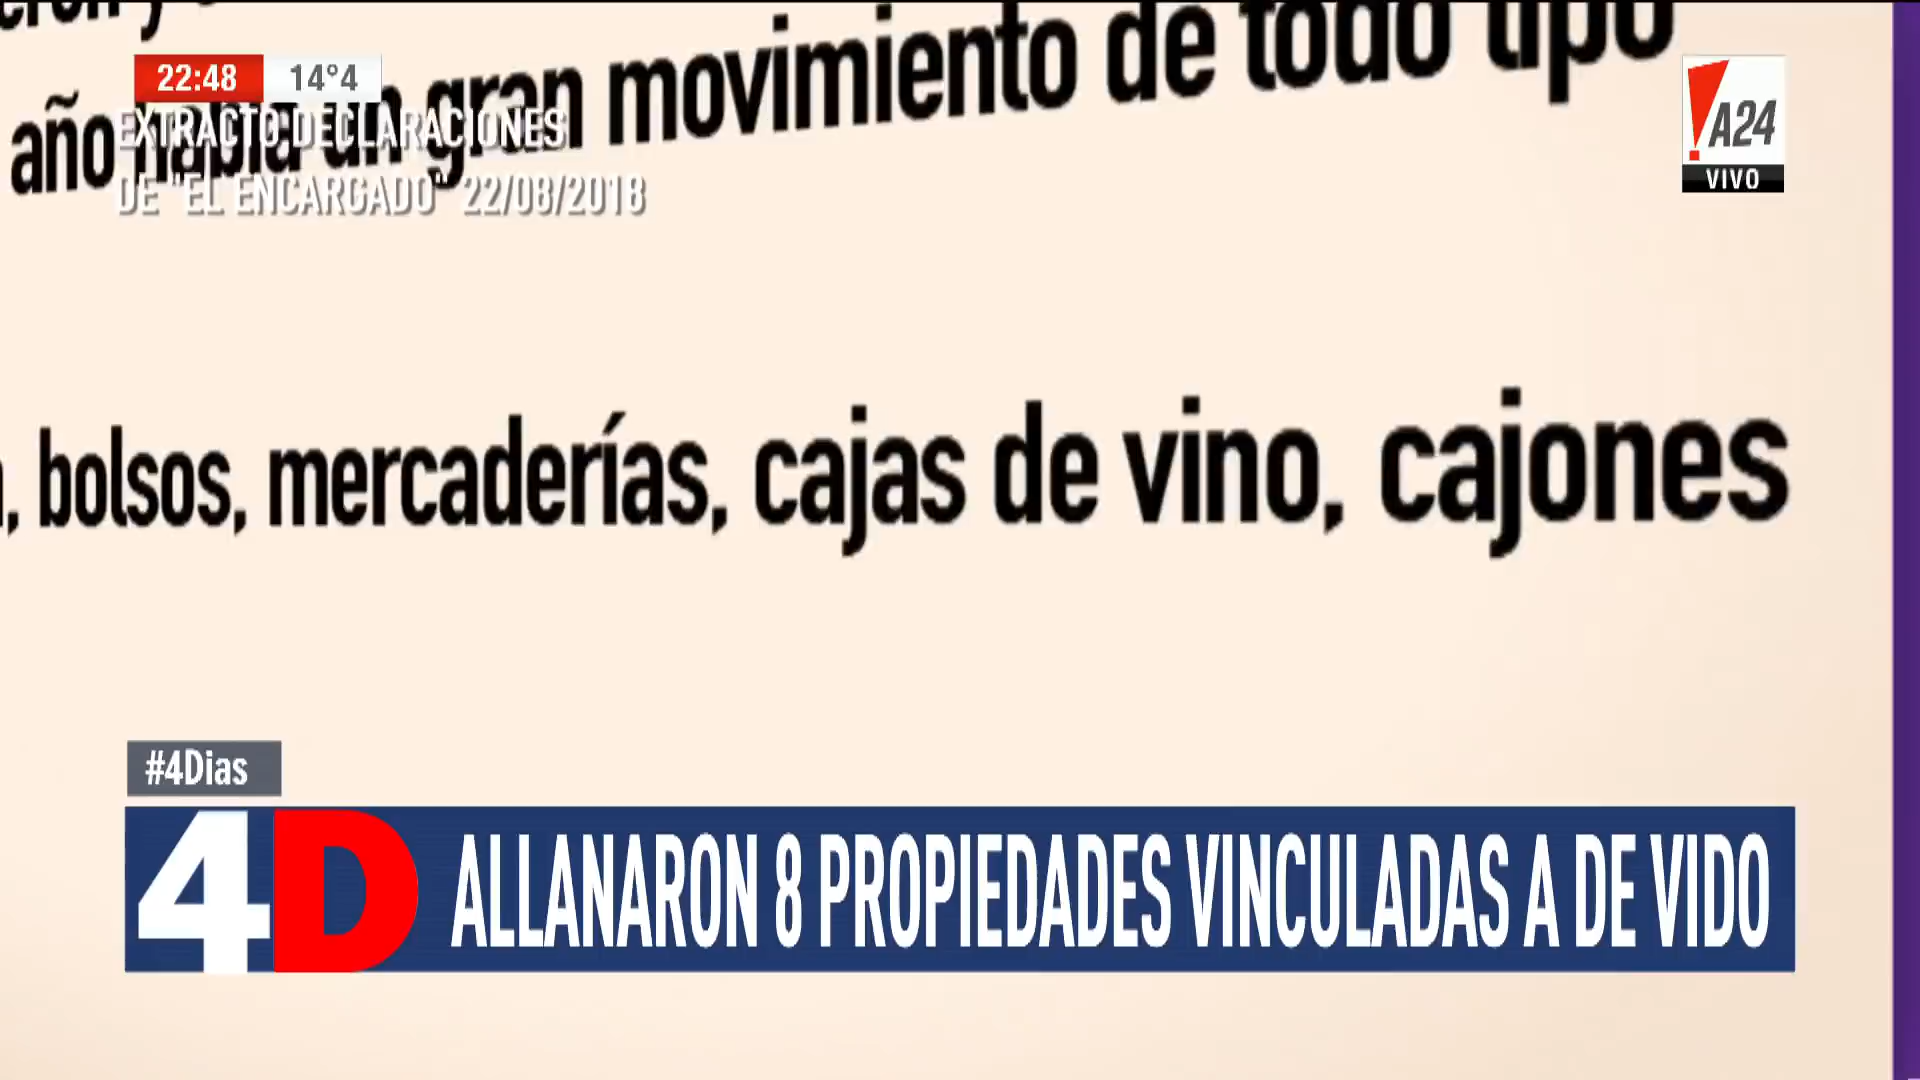 año había un gran movimiento de todo tipo
22:48 14°4
EXTRACTO DECLARACIONES
DE "EL ENCARGADO" 22/08/2018
A24
VIVO
, bolsos, mercaderías, cajas de vino, cajones
#4Dias
4D ALLANARON 8 PROPIEDADES VINCULADAS A DE VIDO